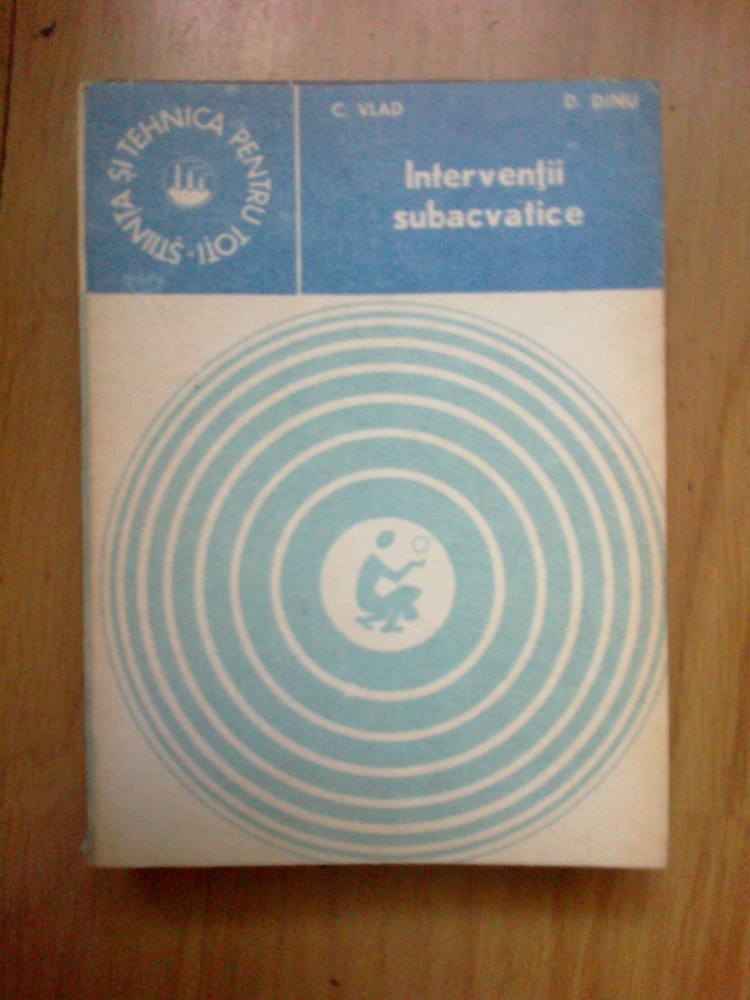 ȘTIINȚA ȘI TEHNICA PENTRU TOȚI ·
C. VLAD
D. DINU
Intervenții
subacvatice